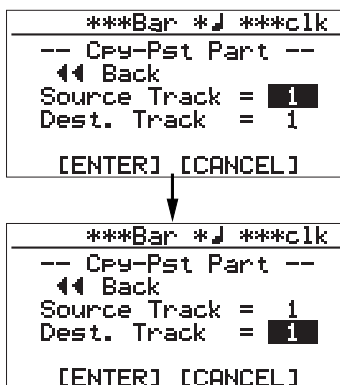 ***Bar *♩ ***clk
-- Cpy-Pst Part --
◀◀ Back
Source Track = 1
Dest. Track = 1
[ENTER] [CANCEL]
***Bar *♩ ***clk
-- Cpy-Pst Part --
◀◀ Back
Source Track = 1
Dest. Track = 1
[ENTER] [CANCEL]